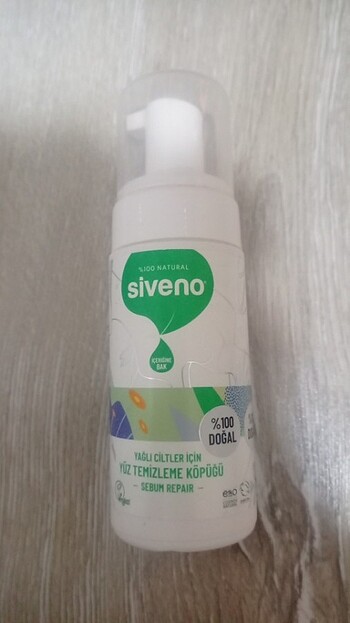 %100 NATURAL
siveno
İÇERİĞİNE
BAK
%100
DOĞAL
YAĞLI CİLTLER İÇİN
YÜZ TEMİZLEME KÖPÜĞÜ
SEBUM REPAIR